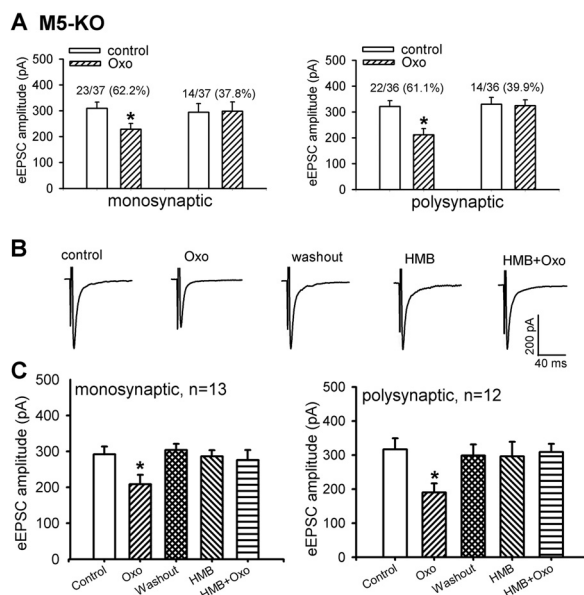 A M5-KO
control
Oxo
eEPSC amplitude (pA)
500
400
300
200
100
0
23/37 (62.2%)
14/37 (37.8%)
*
monosynaptic
control
Oxo
eEPSC amplitude (pA)
500
400
300
200
100
0
22/36 (61.1%)
14/36 (39.9%)
*
polysynaptic
B
control
Oxo
washout
HMB
HMB+Oxo
200 pA
40 ms
C
eEPSC amplitude (pA)
500
400
300
200
100
0
monosynaptic, n=13
*
Control
Oxo
Washout
HMB
HMB+Oxo
eEPSC amplitude (pA)
500
400
300
200
100
0
polysynaptic, n=12
*
Control
Oxo
Washout
HMB
HMB+Oxo